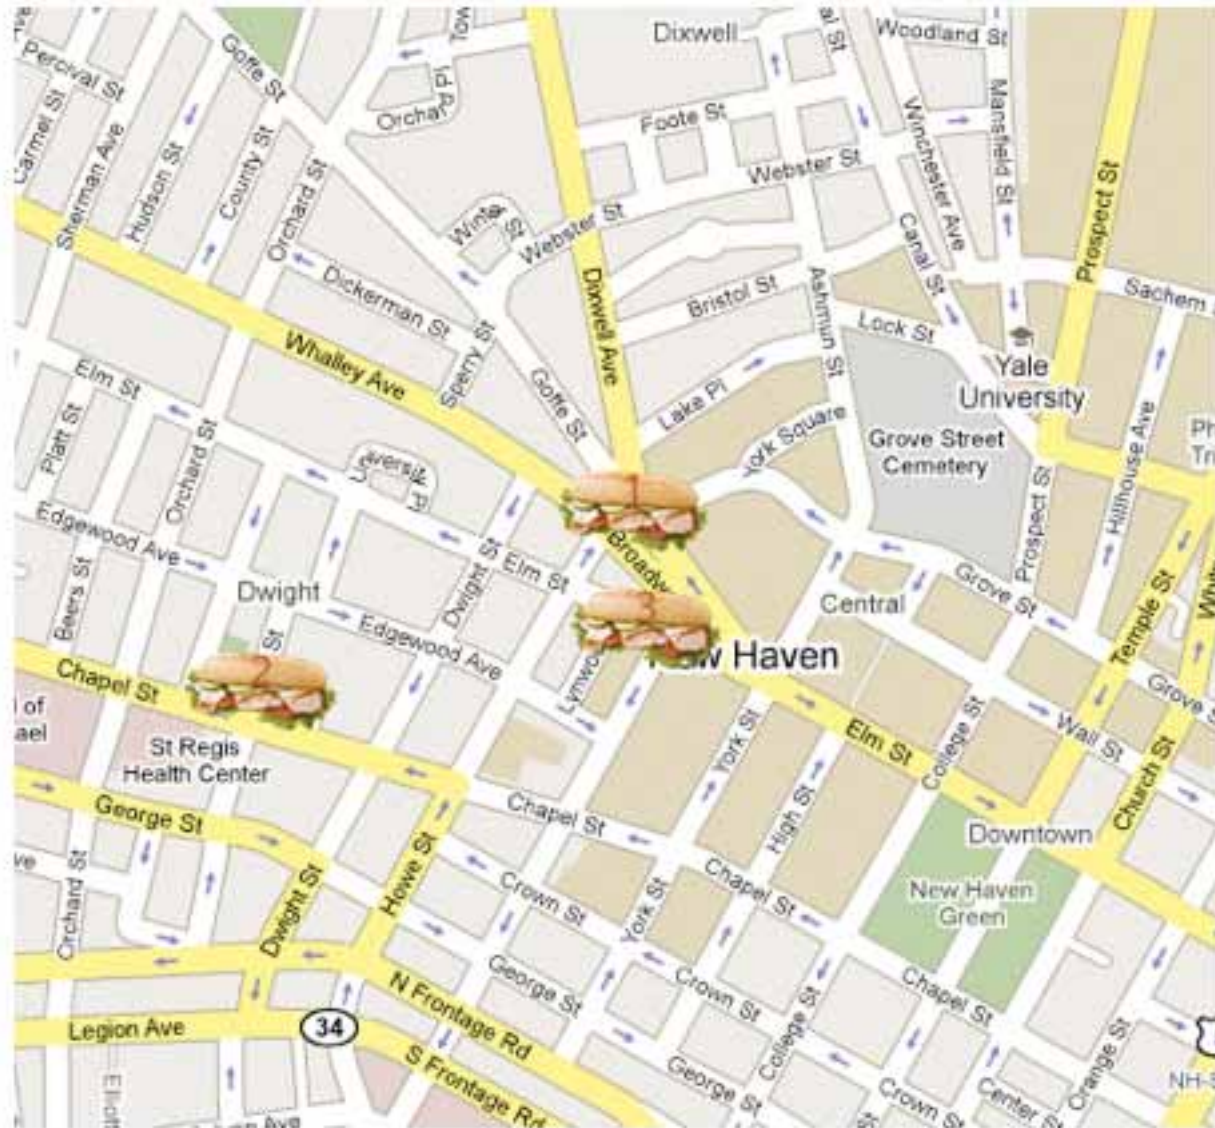 Percival St
Carmel St
Sherman Ave
Hudson St
County St
Goffe St
Orchard St
Orchard Pl
Dixwell
Foote St
Webster St
Woodland St
Winchester Ave
Mansfield St
Prospect St
Webster St
Dickerman St
Dixwell Ave
Bristol St
Ashmun St
Canal St
Sachem
Lock St
Yale
University
Whalley Ave
Sperry St
Goffe St
Lake Pl
York Square
Grove Street
Cemetery
Hillhouse Ave
Prospect St
Elm St
Platt St
Orchard St
Edgewood Ave
Beers St
Dwight
St
Elm St
Dwight St
Edgewood Ave
Central
Grove St
Temple St
Haven
Chapel St
St Regis
Health Center
George St
Elm St
York St
High St
College St
Wall St
Grove S
Church St
Downtown
New Haven
Green
Chapel St
Chapel St
Chapel St
Howe St
Dwight St
Orchard St
Crown St
York St
Crown St
George St
College St
N Frontage Rd
Legion Ave
34
S Frontage Rd
George St
Crown St
Center St
Orange St